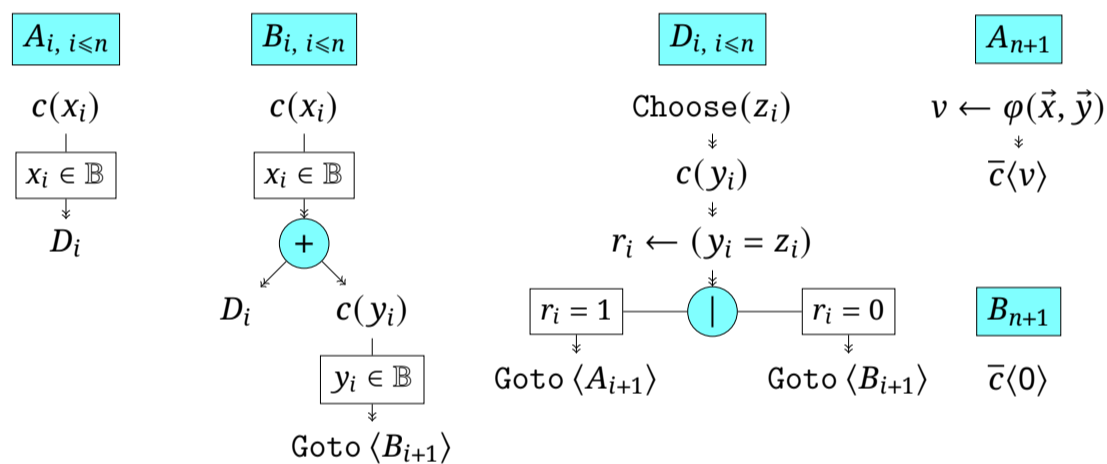 A_{i, i⩽n}
c(x_i)
x_i ∈ 𝔹
D_i
B_{i, i⩽n}
c(x_i)
x_i ∈ 𝔹
+
D_i
c(y_i)
y_i ∈ 𝔹
Goto ⟨B_{i+1}⟩
D_{i, i⩽n}
Choose(z_i)
c(y_i)
r_i ← (y_i = z_i)
r_i = 1
|
r_i = 0
Goto ⟨A_{i+1}⟩
Goto ⟨B_{i+1}⟩
A_{n+1}
v ← φ(x⃗, y⃗)
c̅⟨v⟩
B_{n+1}
c̅⟨0⟩